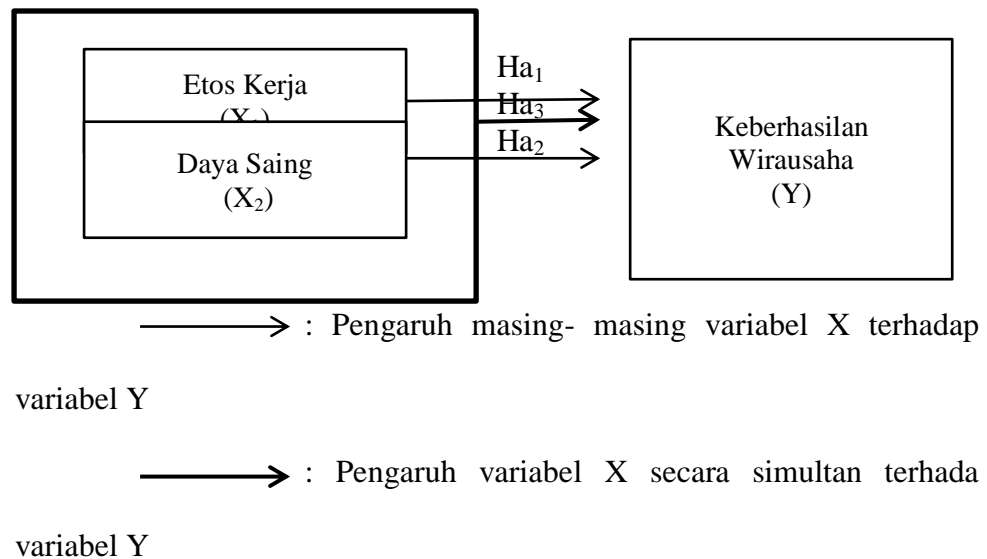 Etos Kerja
(X₁)
Daya Saing
(X₂)
Ha₁
Ha₃
Ha₂
Keberhasilan
Wirausaha
(Y)
: Pengaruh masing- masing variabel X terhadap
variabel Y
: Pengaruh variabel X secara simultan terhada
variabel Y